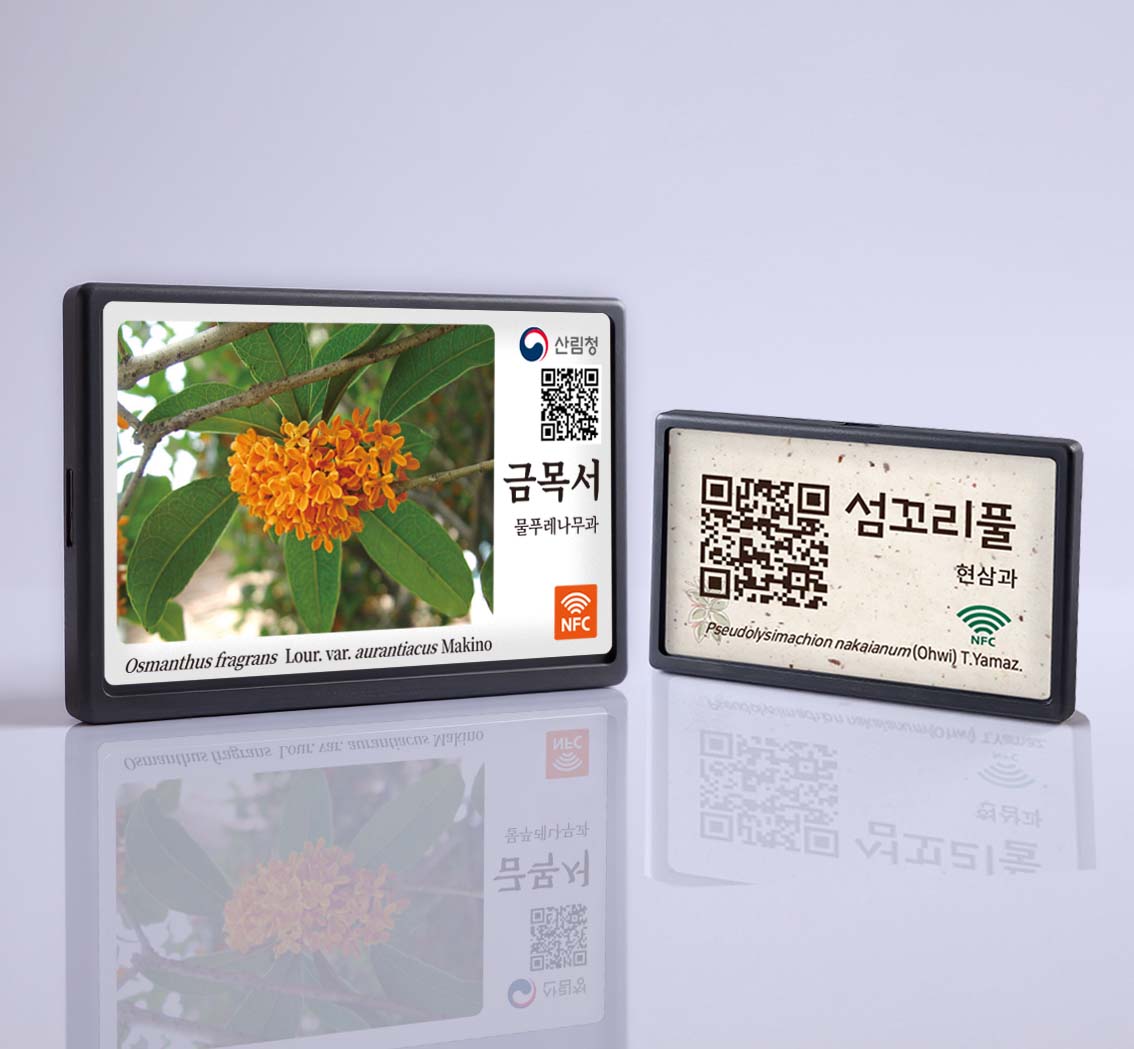 산림청
금목서
물푸레나무과
NFC
Osmanthus fragrans Lour. var. aurantiacus Makino
섬꼬리풀
현삼과
NFC
Pseudolysimachion nakaianum (Ohwi) T.Yamaz.